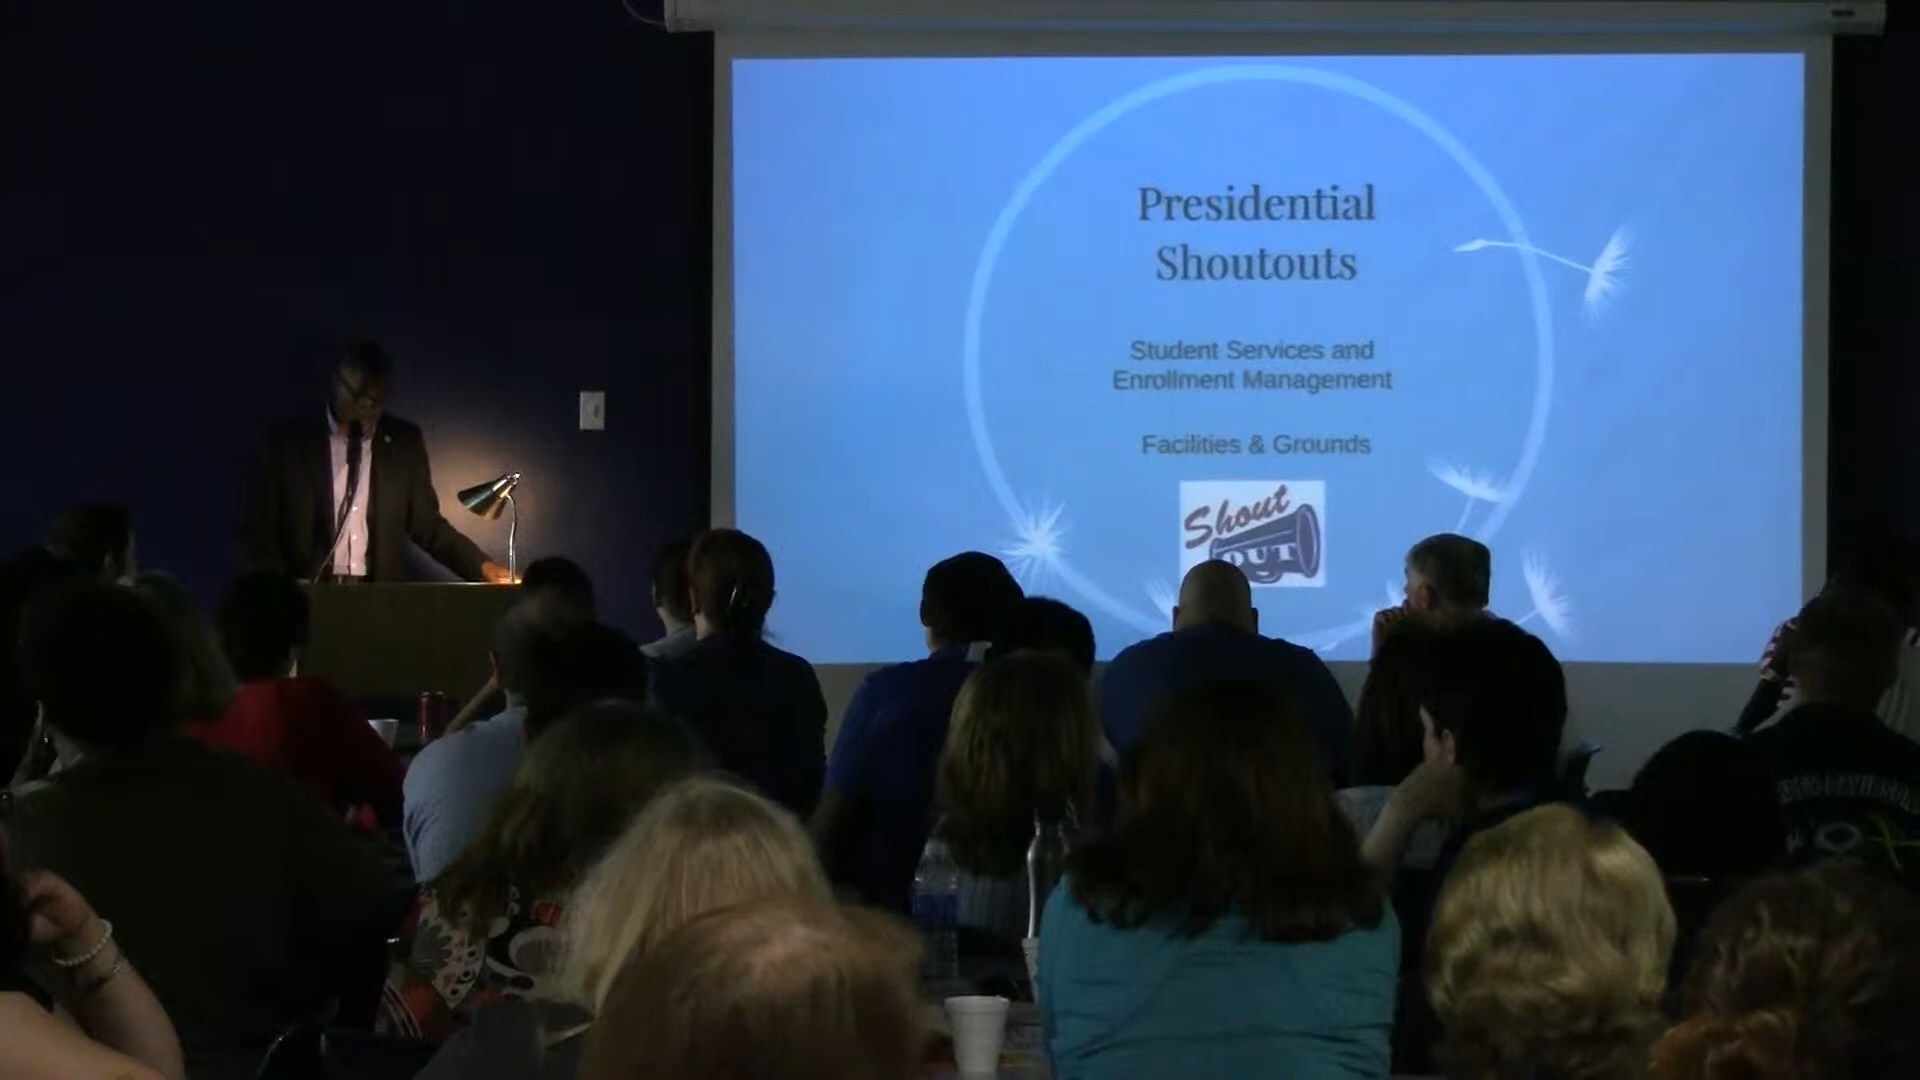 Presidential
Shoutouts
Student Services and
Enrollment Management
Facilities & Grounds
Shout
OUT